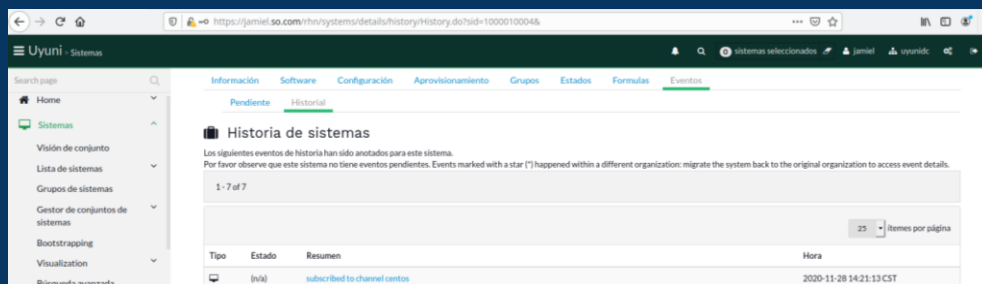 https://jamiel.so.com/rhn/systems/details/history/History.do?sid=1000010004&
Uyuni › Sistemas
0 sistemas seleccionados
jamiel
uyunidc
Search page
Home
Sistemas
Visión de conjunto
Lista de sistemas
Grupos de sistemas
Gestor de conjuntos de
sistemas
Bootstrapping
Visualization
Búsqueda avanzada
Información Software Configuración Aprovisionamiento Grupos Estados Formulas Eventos
Pendiente Historial
Historia de sistemas
Los siguientes eventos de historia han sido anotados para este sistema.
Por favor observe que este sistema no tiene eventos pendientes. Events marked with a star (*) happened within a different organization: migrate the system back to the original organization to access event details.
1 - 7 of 7
25 ítemes por página
Tipo Estado Resumen Hora
(n/a) subscribed to channel centos 2020-11-28 14:21:13 CST